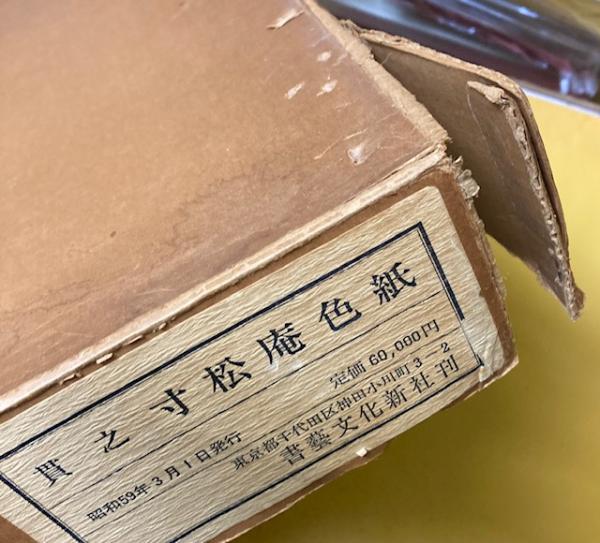 貫之寸松庵色紙
定価60,000円
昭和59年3月1日発行
東京都千代田区神田小川町3-2
書藝文化新社刊